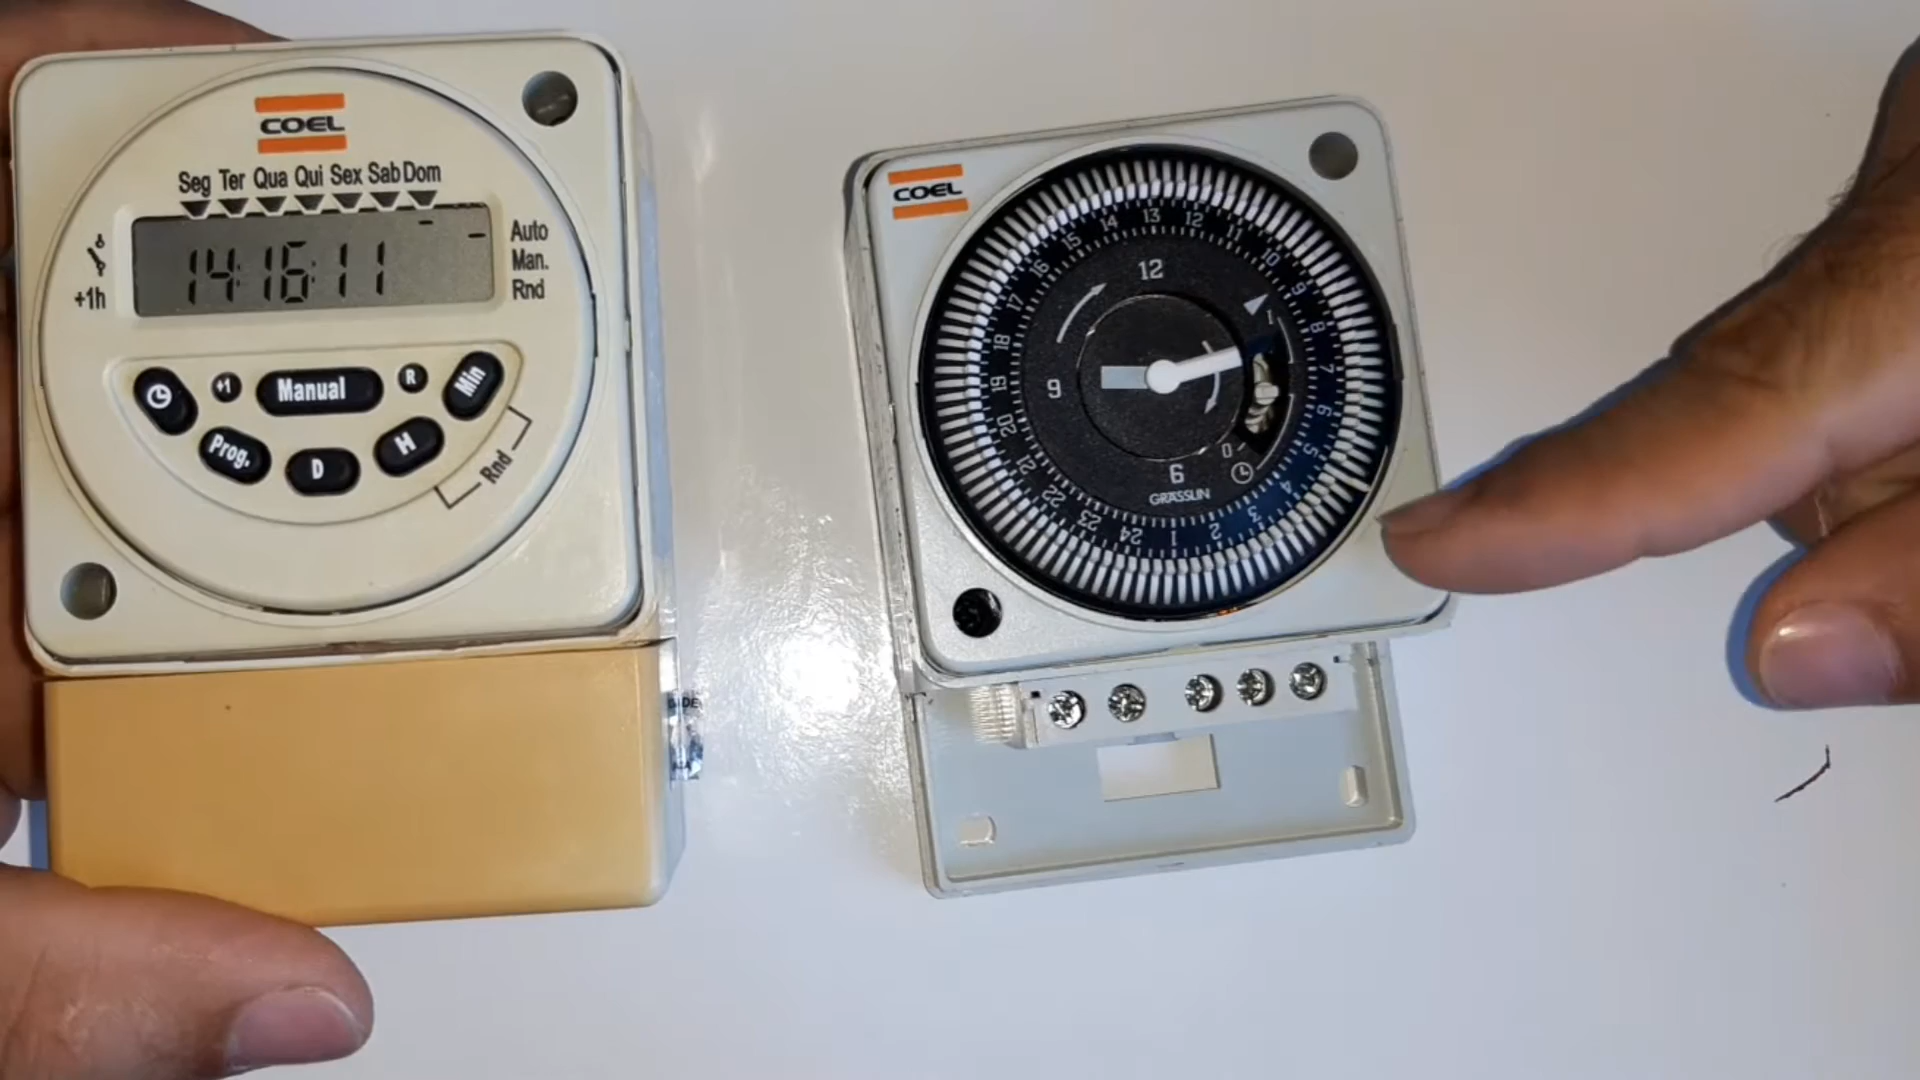 COEL
Seg Ter Qua Qui Sex Sab Dom
14:16:11
Auto
Man.
Rnd
+1h
+1
Manual
R
Min
Prog.
D
H
Rnd
COEL
13 12 11 10 9 8 7 6 5 4 3 2 1 24 23 22 21 20 19 18 17 16 15 14
12
9
6
I
0
GRÄSSLIN